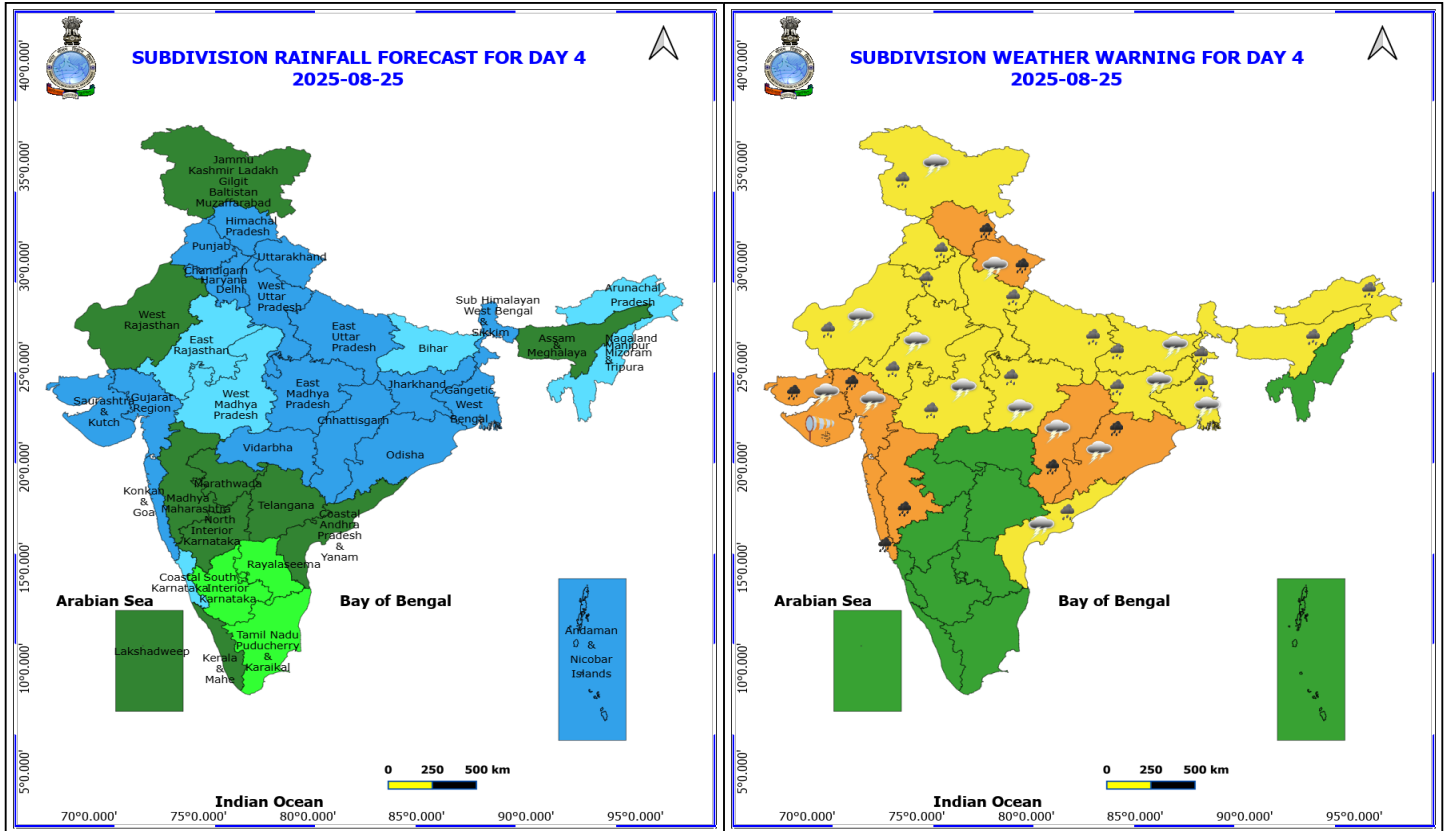 SUBDIVISION RAINFALL FORECAST FOR DAY 4
2025-08-25
40°0.000'
35°0.000'
30°0.000'
25°0.000'
20°0.000'
15°0.000'
10°0.000'
5°0.000'
Jammu
Kashmir Ladakh
Gilgit
Baltistan
Muzaffarabad
Himachal
Pradesh
Punjab
Uttarakhand
Chandigarh
Haryana
Delhi
West
Uttar
Pradesh
West
Rajasthan
East
Rajasthan
East
Uttar
Pradesh
Bihar
Sub Himalayan
West Bengal
&
Sikkim
Arunachal
Pradesh
Assam
&
Meghalaya
Nagaland
Manipur
Mizoram
&
Tripura
Saurashtra
&
Kutch
Gujarat
Region
West
Madhya
Pradesh
East
Madhya
Pradesh
Jharkhand
Gangetic
West
Bengal
Chhattisgarh
Vidarbha
Odisha
Konkan
&
Goa
Madhya
Maharashtra
Marathwada
Telangana
North
Interior
Karnataka
Coastal
Andhra
Pradesh
&
Yanam
Rayalaseema
Coastal
Karnataka
South
Interior
Karnataka
Tamil Nadu
Puducherry
&
Karaikal
Kerala
&
Mahe
Lakshadweep
Andaman
&
Nicobar
Islands
Arabian Sea
Bay of Bengal
Indian Ocean
0 250 500 km
70°0.000' 75°0.000' 80°0.000' 85°0.000' 90°0.000' 95°0.000'
SUBDIVISION WEATHER WARNING FOR DAY 4
2025-08-25
40°0.000'
35°0.000'
30°0.000'
25°0.000'
20°0.000'
15°0.000'
10°0.000'
5°0.000'
Arabian Sea
Bay of Bengal
Indian Ocean
0 250 500 km
70°0.000' 75°0.000' 80°0.000' 85°0.000' 90°0.000' 95°0.000'